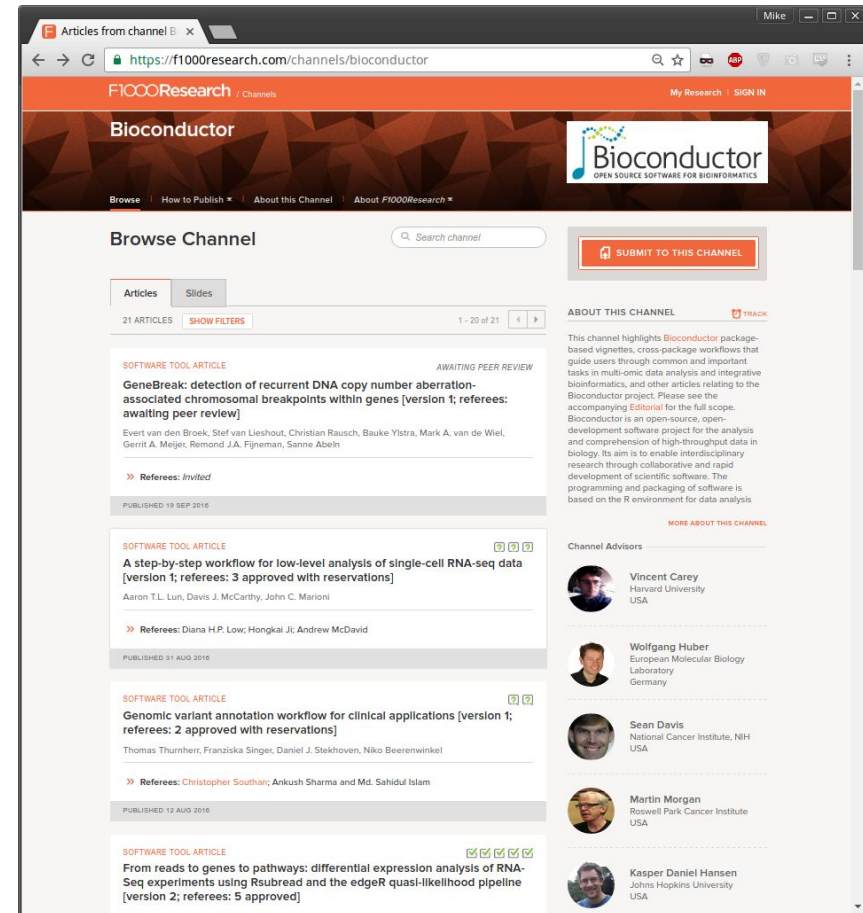 Mike
Articles from channel B
https://f1000research.com/channels/bioconductor
ABP
F1000Research / Channels
My Research | SIGN IN
Bioconductor
Bioconductor
OPEN SOURCE SOFTWARE FOR BIOINFORMATICS
Browse | How to Publish | About this Channel | About F1000Research
Browse Channel
Search channel
SUBMIT TO THIS CHANNEL
Articles
Slides
21 ARTICLES
SHOW FILTERS
1 - 20 of 21
SOFTWARE TOOL ARTICLE
AWAITING PEER REVIEW
GeneBreak: detection of recurrent DNA copy number aberration-
associated chromosomal breakpoints within genes [version 1; referees:
awaiting peer review]
Evert van den Broek, Stef van Lieshout, Christian Rausch, Bauke Ylstra, Mark A. van de Wiel,
Gerrit A. Meijer, Remond J.A. Fijneman, Sanne Abeln
» Referees: Invited
PUBLISHED 19 SEP 2016
SOFTWARE TOOL ARTICLE
A step-by-step workflow for low-level analysis of single-cell RNA-seq data
[version 1; referees: 3 approved with reservations]
Aaron T.L. Lun, Davis J. McCarthy, John C. Marioni
» Referees: Diana H.P. Low; Hongkai Ji; Andrew McDavid
PUBLISHED 31 AUG 2016
SOFTWARE TOOL ARTICLE
Genomic variant annotation workflow for clinical applications [version 1;
referees: 2 approved with reservations]
Thomas Thurnherr, Franziska Singer, Daniel J. Stekhoven, Niko Beerenwinkel
» Referees: Christopher Southan; Ankush Sharma and Md. Sahidul Islam
PUBLISHED 12 AUG 2016
SOFTWARE TOOL ARTICLE
From reads to genes to pathways: differential expression analysis of RNA-
Seq experiments using Rsubread and the edgeR quasi-likelihood pipeline
[version 2; referees: 5 approved]
ABOUT THIS CHANNEL
TRACK
This channel highlights Bioconductor package-
based vignettes, cross-package workflows that
guide users through common and important
tasks in multi-omic data analysis and integrative
bioinformatics, and other articles relating to the
Bioconductor project. Please see the
accompanying Editorial for the full scope.
Bioconductor is an open-source, open-
development software project for the analysis
and comprehension of high-throughput data in
biology. Its aim is to enable interdisciplinary
research through collaborative and rapid
development of scientific software. The
programming and packaging of software is
based on the R environment for data analysis
MORE ABOUT THIS CHANNEL
Channel Advisors
Vincent Carey
Harvard University
USA
Wolfgang Huber
European Molecular Biology
Laboratory
Germany
Sean Davis
National Cancer Institute, NIH
USA
Martin Morgan
Roswell Park Cancer Institute
USA
Kasper Daniel Hansen
Johns Hopkins University
USA